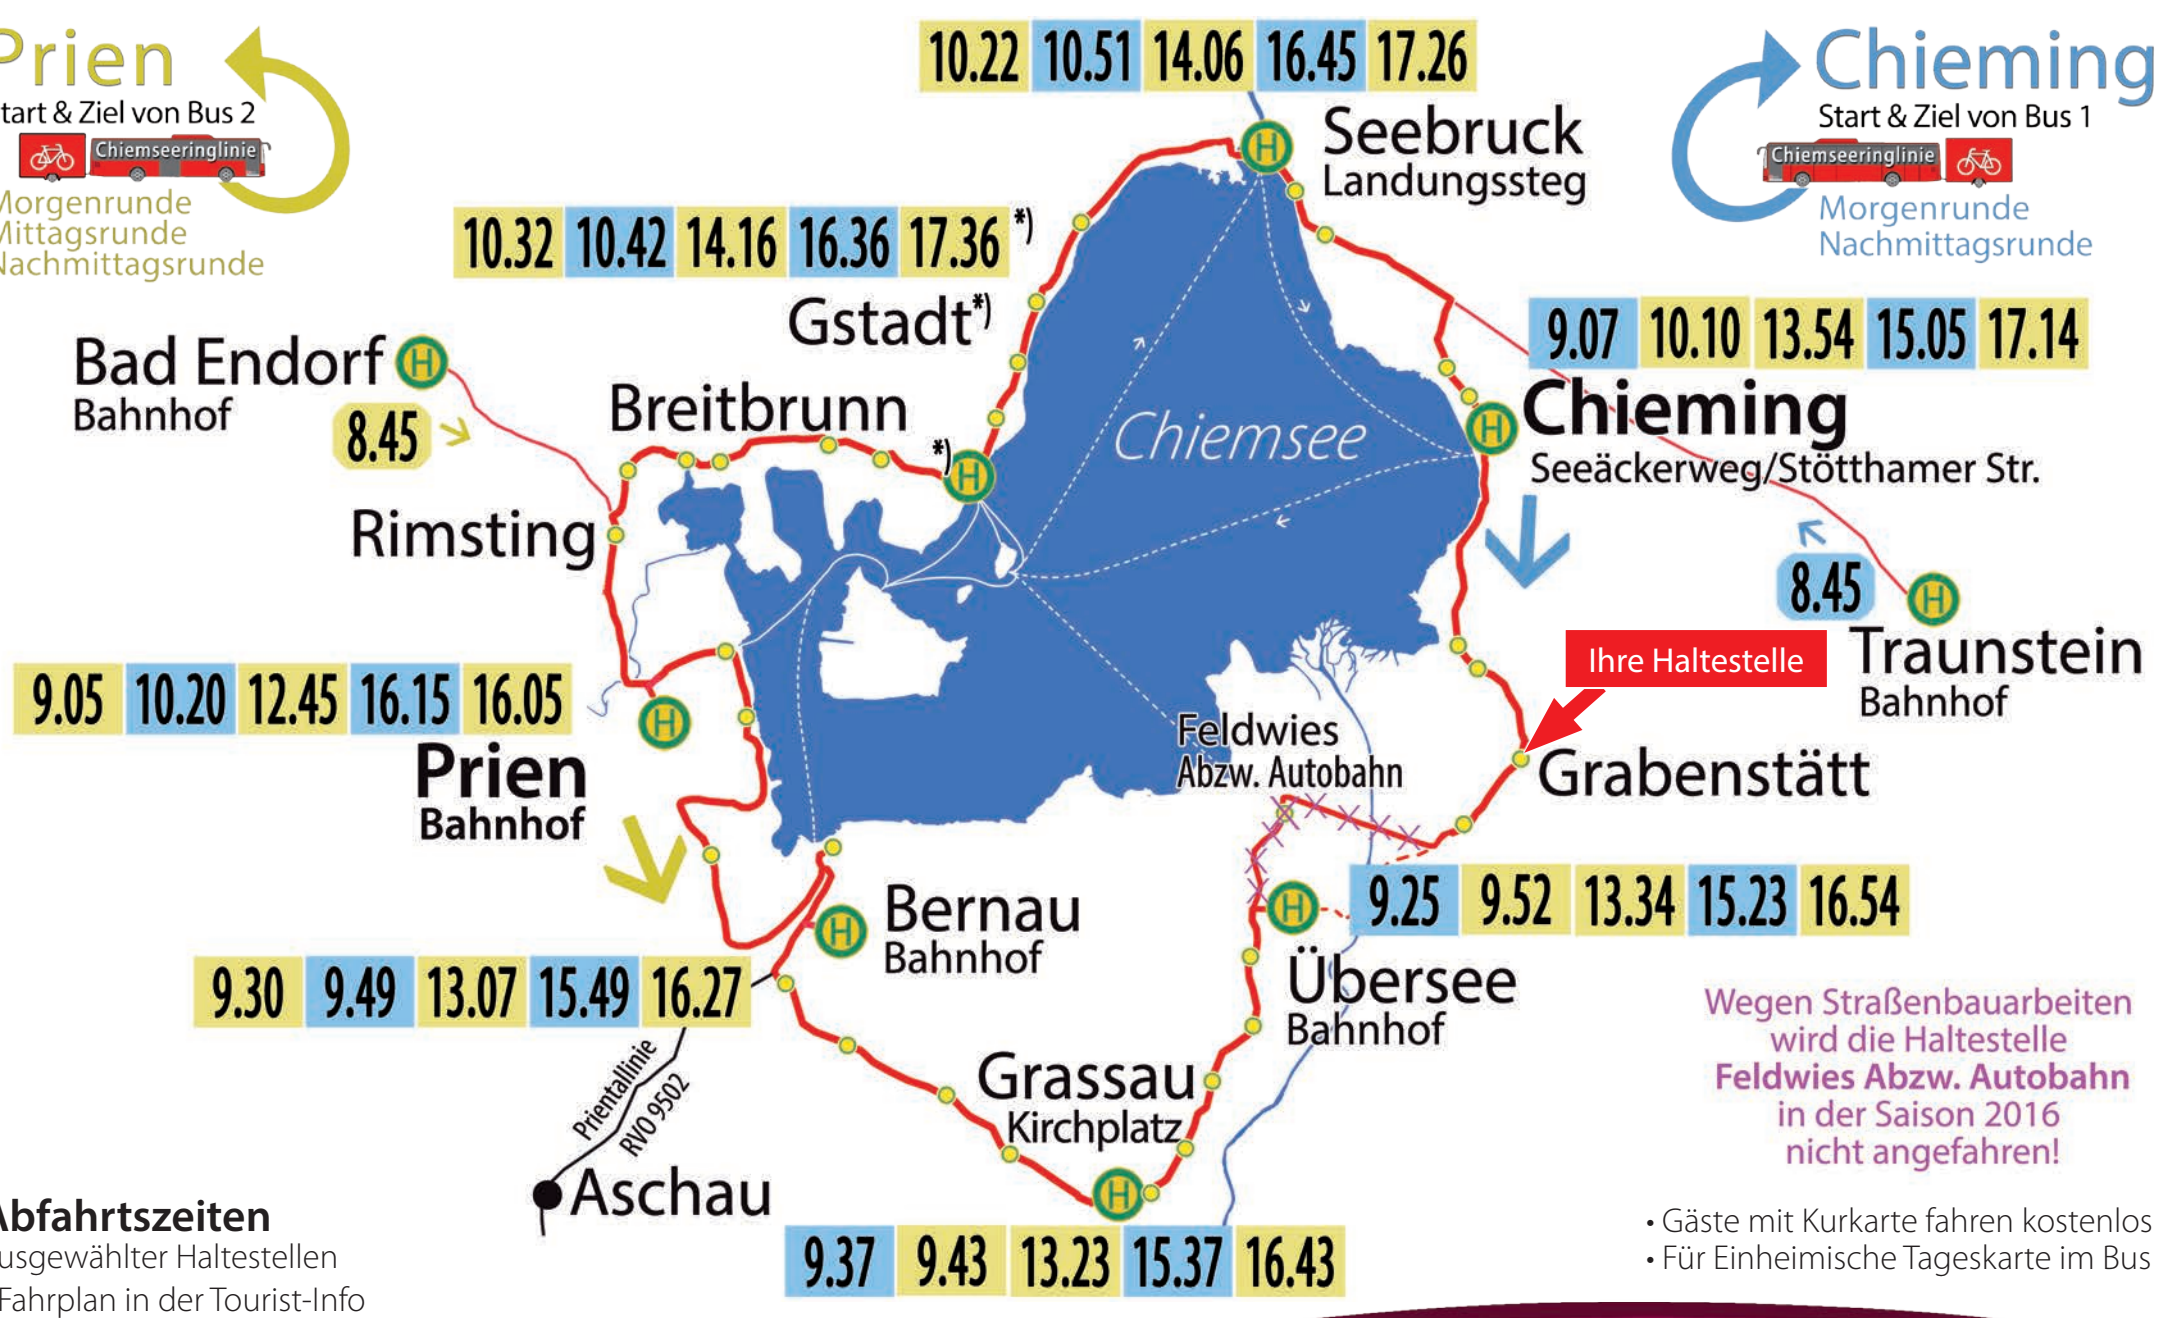 Prien
Start & Ziel von Bus 2
Chiemseeringlinie
Morgenrunde
Mittagsrunde
Nachmittagsrunde
10.22 10.51 14.06 16.45 17.26
Seebruck
Landungssteg
Chieming
Start & Ziel von Bus 1
Chiemseeringlinie
Morgenrunde
Nachmittagsrunde
10.32 10.42 14.16 16.36 17.36 *)
Gstadt*)
9.07 10.10 13.54 15.05 17.14
Chieming
Seeäckerweg/Stötthamer Str.
Bad Endorf H
Bahnhof
8.45
Breitbrunn
*)
H
H
H
Chiemsee
Rimsting
8.45
H
Traunstein
Bahnhof
Ihre Haltestelle
9.05 10.20 12.45 16.15 16.05
H
Prien
Bahnhof
Feldwies
Abzw. Autobahn
Grabenstätt
9.25 9.52 13.34 15.23 16.54
H
Übersee
Bahnhof
H
Bernau
Bahnhof
9.30 9.49 13.07 15.49 16.27
Prientallinie
RVO 9502
Aschau
Grassau
Kirchplatz
H
9.37 9.43 13.23 15.37 16.43
Wegen Straßenbauarbeiten
wird die Haltestelle
Feldwies Abzw. Autobahn
in der Saison 2016
nicht angefahren!
Abfahrtszeiten
usgewählter Haltestellen
Fahrplan in der Tourist-Info
• Gäste mit Kurkarte fahren kostenlos
• Für Einheimische Tageskarte im Bus